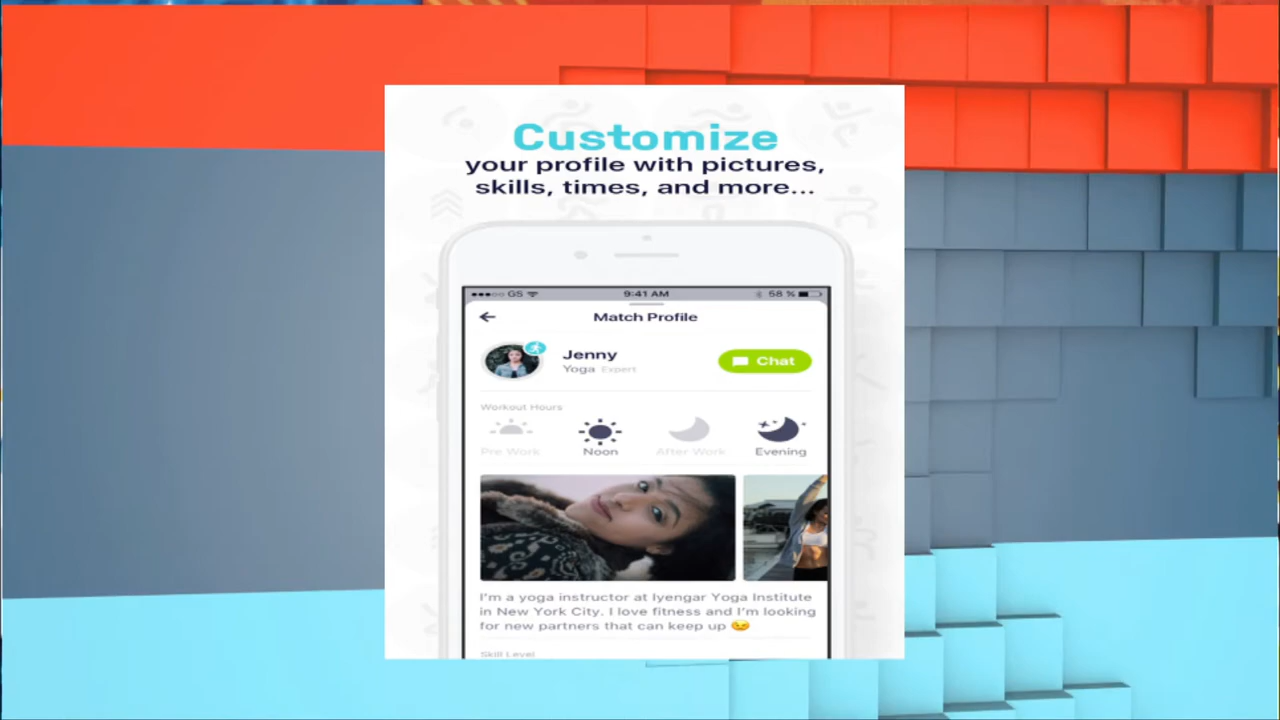 Customize
your profile with pictures,
skills, times, and more...
GS 9:41 AM 58 %
Match Profile
Jenny
Yoga Expert
Chat
Workout Hours
Pre Work Noon After Work Evening
I'm a yoga instructor at Iyengar Yoga Institute
in New York City. I love fitness and I'm looking
for new partners that can keep up 😉
Skill Level